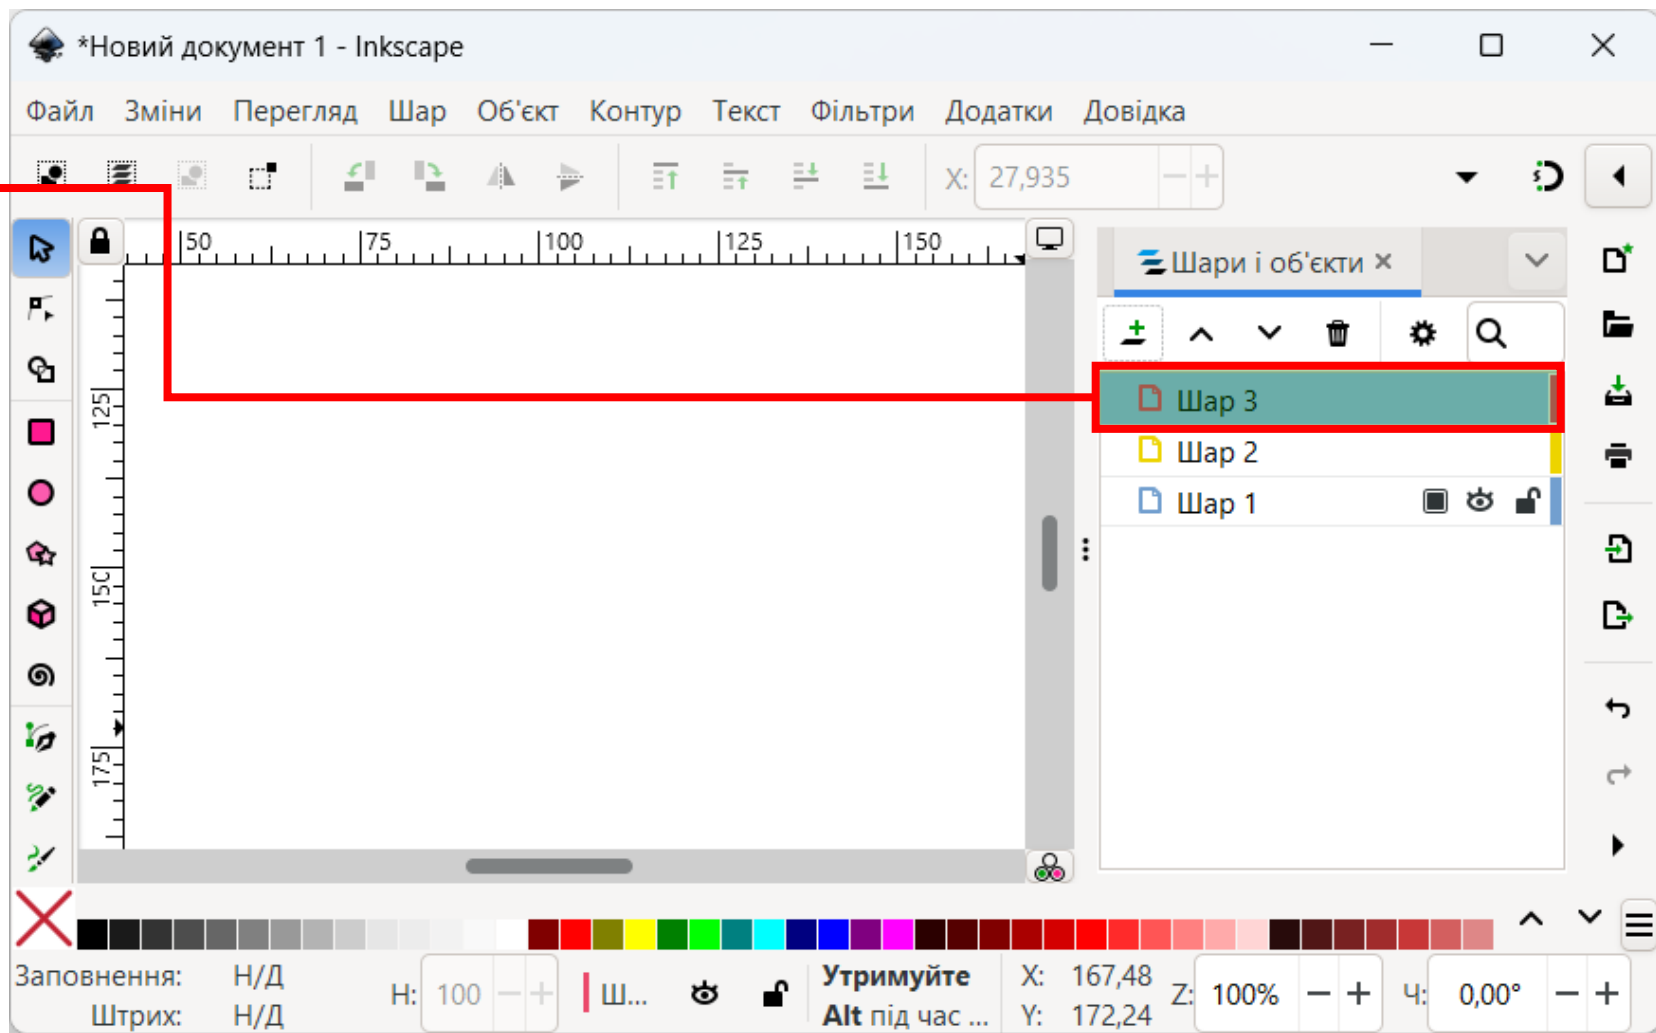 *Новий документ 1 - Inkscape
Файл Зміни Перегляд Шар Об'єкт Контур Текст Фільтри Додатки Довідка
X: 27,935
50 75 100 125 150
Шари і об'єкти
Шар 3
Шар 2
Шар 1
125
150
175
Заповнення: Н/Д
Штрих: Н/Д
Н: 100
Ш...
Утримуйте
Alt під час ...
X: 167,48
Y: 172,24
Z: 100%
Ч: 0,00°